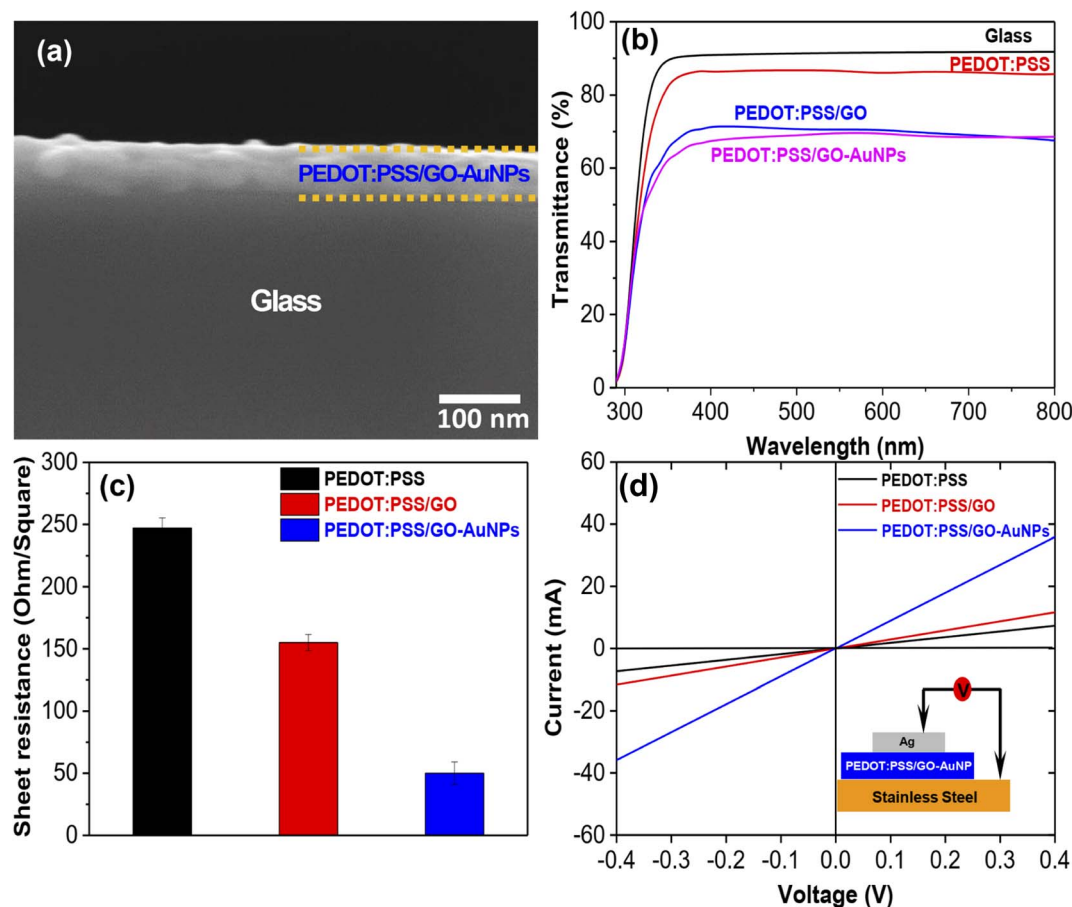 (a)
PEDOT:PSS/GO-AuNPs
Glass
100 nm
(b)
Transmittance (%)
100
80
60
40
20
0
Glass
PEDOT:PSS
PEDOT:PSS/GO
PEDOT:PSS/GO-AuNPs
300 400 500 600 700 800
Wavelength (nm)
(c)
Sheet resistance (Ohm/Square)
300
250
200
150
100
50
0
PEDOT:PSS
PEDOT:PSS/GO
PEDOT:PSS/GO-AuNPs
(d)
Current (mA)
60
40
20
0
-20
-40
-60
PEDOT:PSS
PEDOT:PSS/GO
PEDOT:PSS/GO-AuNPs
V
Ag
PEDOT:PSS/GO-AuNP
Stainless Steel
-0.4 -0.3 -0.2 -0.1 0.0 0.1 0.2 0.3 0.4
Voltage (V)